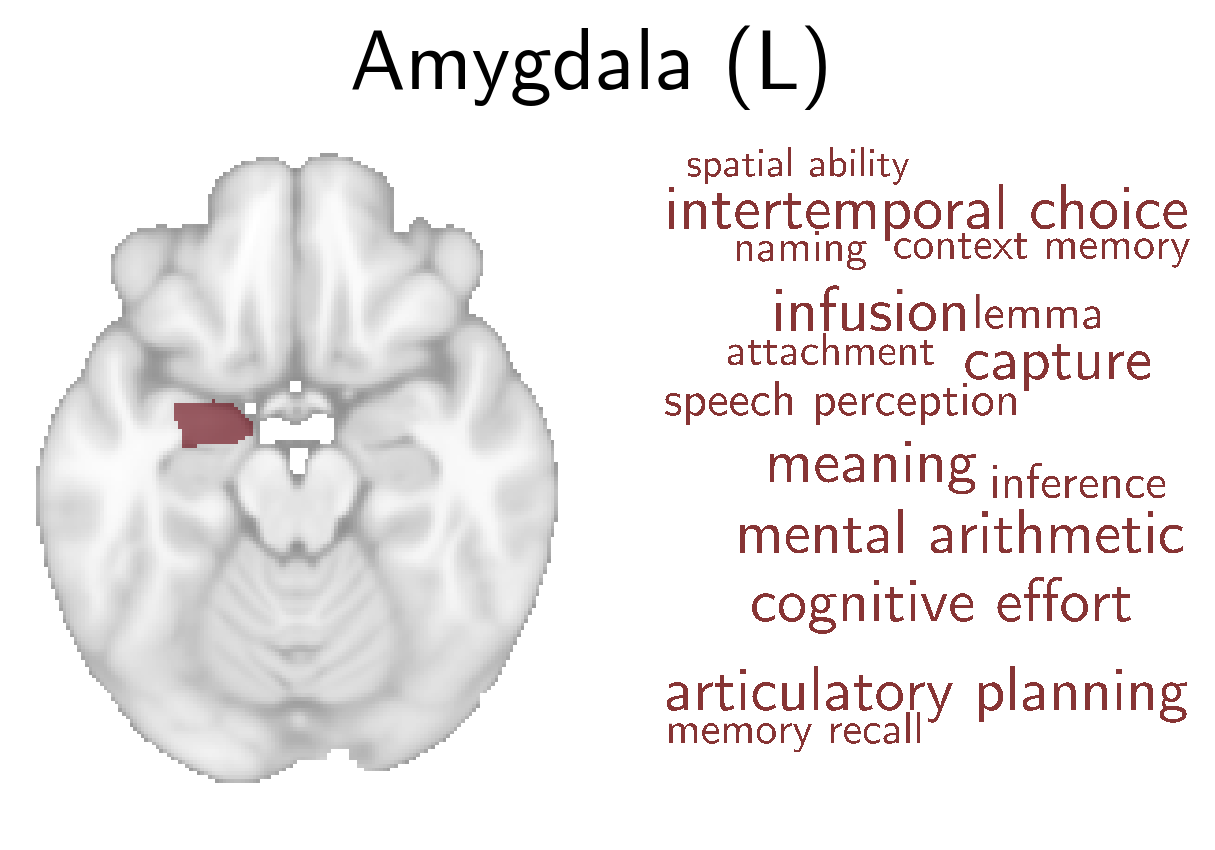 Amygdala (L)
spatial ability
intertemporal choice
naming context memory
infusion lemma
attachment capture
speech perception
meaning inference
mental arithmetic
cognitive effort
articulatory planning
memory recall